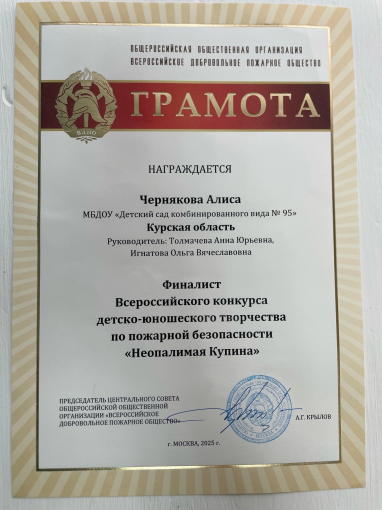 ОБЩЕРОССИЙСКАЯ ОБЩЕСТВЕННАЯ ОРГАНИЗАЦИЯ
ВСЕРОССИЙСКОЕ ДОБРОВОЛЬНОЕ ПОЖАРНОЕ ОБЩЕСТВО
ГРАМОТА
ВДПО
НАГРАЖДАЕТСЯ
Чернякова Алиса
МБДОУ «Детский сад комбинированного вида № 95»
Курская область
Руководитель: Толмачева Анна Юрьевна,
Игнатова Ольга Вячеславовна
Финалист
Всероссийского конкурса
детско-юношеского творчества
по пожарной безопасности
«Неопалимая Купина»
ПРЕДСЕДАТЕЛЬ ЦЕНТРАЛЬНОГО СОВЕТА
ОБЩЕРОССИЙСКОЙ ОБЩЕСТВЕННОЙ
ОРГАНИЗАЦИИ «ВСЕРОССИЙСКОЕ
ДОБРОВОЛЬНОЕ ПОЖАРНОЕ ОБЩЕСТВО»
А.Г. КРЫЛОВ
г. МОСКВА, 2025 г.